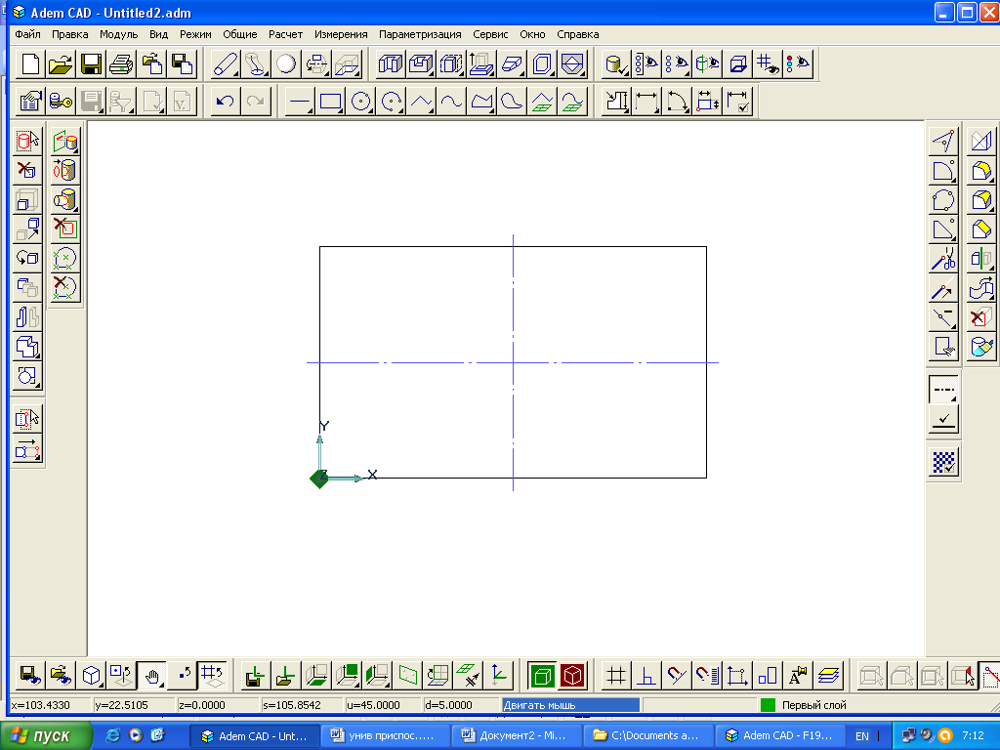 Adem CAD - Untitled2.adm
Файл Правка Модуль Вид Режим Общие Расчет Измерения Параметризация Сервис Окно Справка
Y
X
x=103.4330 y=22.5105 z=0.0000 s=105.8542 u=45.0000 d=5.0000 Двигать мышь Первый слой
пуск Adem CAD - Unt... унив приспос.... Документ2 - Mi... C:\Documents a... Adem CAD - F19... EN 7:12